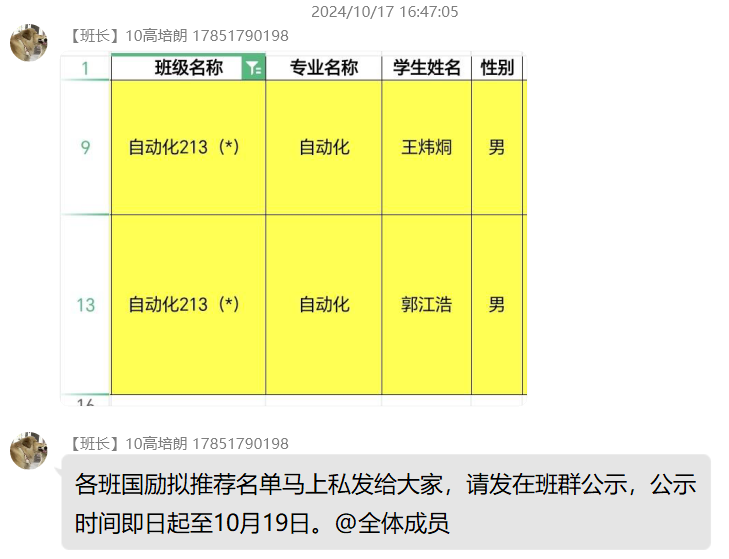 2024/10/17 16:47:05
【班长】10高培朗 17851790198
1 班级名称 专业名称 学生姓名 性别
9 自动化213（*） 自动化 王炜烔 男
13 自动化213（*） 自动化 郭江浩 男
16
【班长】10高培朗 17851790198
各班国励拟推荐名单马上私发给大家，请发在班群公示，公示
时间即日起至10月19日。@全体成员